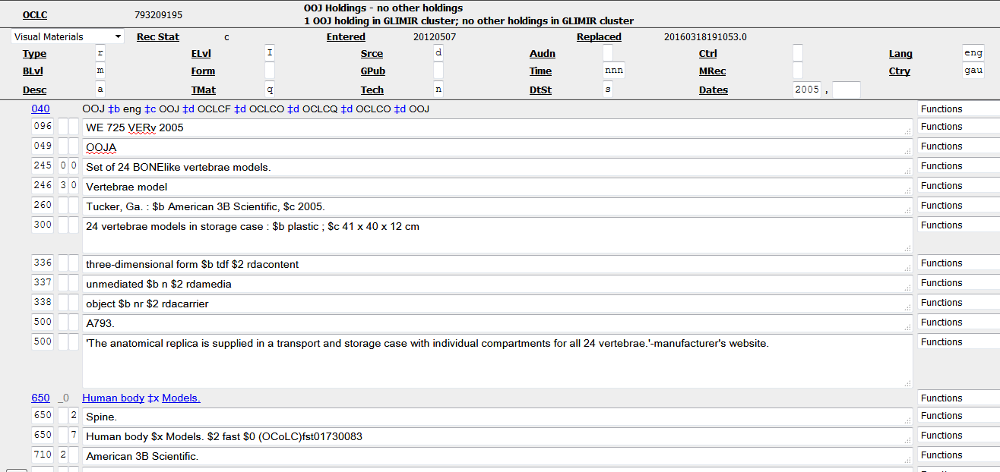 OCLC 793209195 OOJ Holdings - no other holdings
1 OOJ holding in GLIMIR cluster; no other holdings in GLIMIR cluster
Visual Materials Rec Stat c Entered 20120507 Replaced 20160318191053.0
Type r ELvl I Srce d Audn Ctrl Lang eng
BLvl m Form GPub Time nnn MRec Ctry gau
Desc a TMat q Tech n DtSt s Dates 2005 ,
040 OOJ ‡b eng ‡c OOJ ‡d OCLCF ‡d OCLCO ‡d OCLCQ ‡d OCLCO ‡d OOJ Functions
096 WE 725 VERv 2005 Functions
049 OOJA Functions
245 0 0 Set of 24 BONElike vertebrae models. Functions
246 3 0 Vertebrae model Functions
260 Tucker, Ga. : $b American 3B Scientific, $c 2005. Functions
300 24 vertebrae models in storage case : $b plastic ; $c 41 x 40 x 12 cm Functions
336 three-dimensional form $b tdf $2 rdacontent Functions
337 unmediated $b n $2 rdamedia Functions
338 object $b nr $2 rdacarrier Functions
500 A793. Functions
500 'The anatomical replica is supplied in a transport and storage case with individual compartments for all 24 vertebrae.'-manufacturer's website. Functions
650 _0 Human body ‡x Models. Functions
650 2 Spine. Functions
650 7 Human body $x Models. $2 fast $0 (OCoLC)fst01730083 Functions
710 2 American 3B Scientific. Functions